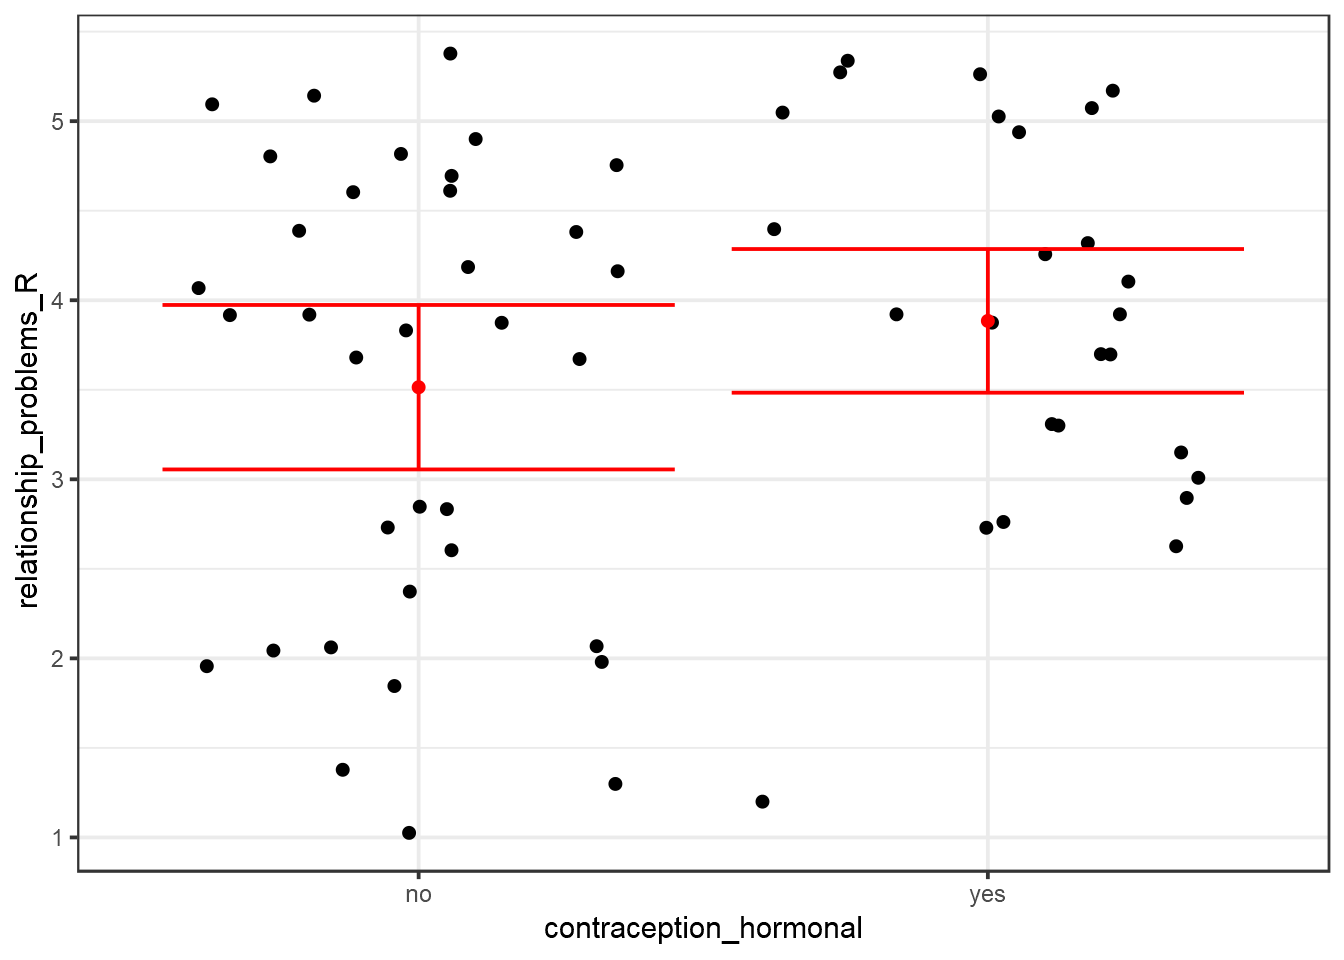 relationship_problems_R
5
4
3
2
1
no
yes
contraception_hormonal